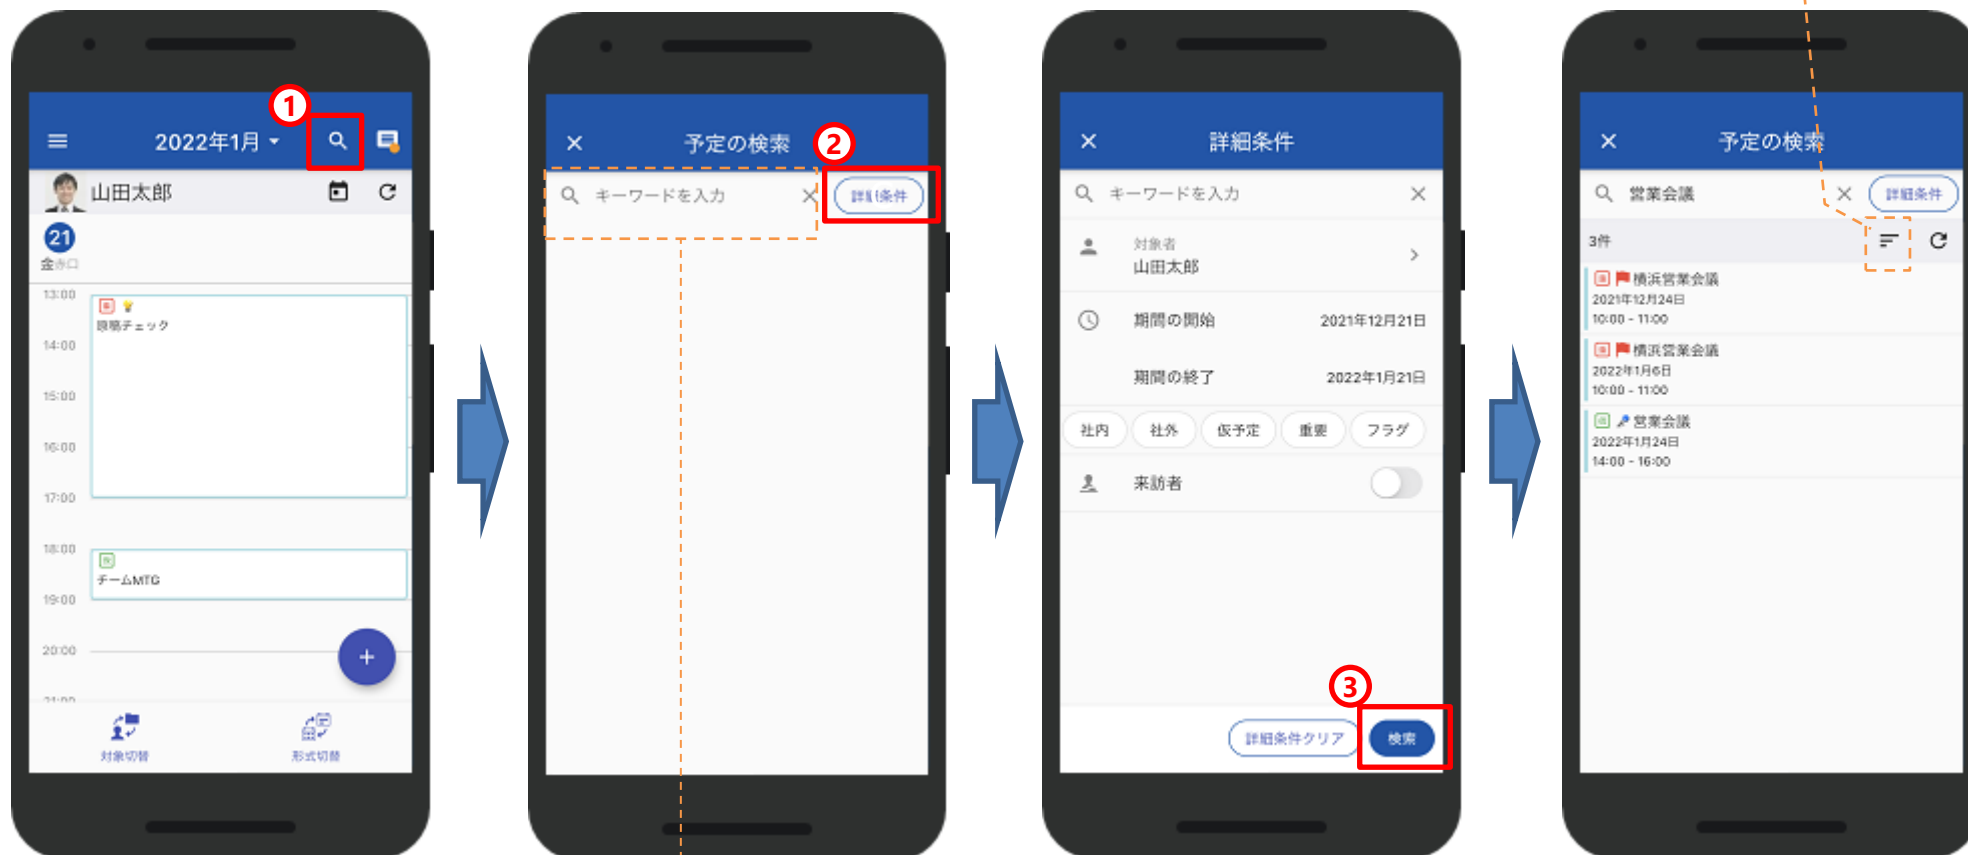 2022年1月
①
山田太郎
21
金 赤口
13:00
原稿チェック
14:00
15:00
16:00
17:00
18:00
チームMTG
19:00
20:00
21:00
対象切替
形式切替
予定の検索
②
キーワードを入力
詳細条件
詳細条件
キーワードを入力
対象者
山田太郎
期間の開始 2021年12月21日
期間の終了 2022年1月21日
社内 社外 仮予定 重要 フラグ
来訪者
③
詳細条件クリア 検索
予定の検索
営業会議 詳細条件
3件
横浜営業会議
2021年12月24日
10:00 - 11:00
横浜営業会議
2022年1月6日
10:00 - 11:00
営業会議
2022年1月24日
14:00 - 16:00